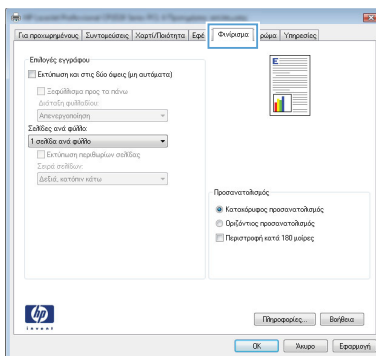 Για προχωρημένους Συντομεύσεις Χαρτί/Ποιότητα Εφέ Φινίρισμα ρώμα Υπηρεσίες
Επιλογές εγγράφου
Εκτύπωση και στις δύο όψεις (μη αυτόματα)
Ξεφύλλισμα προς τα πάνω
Διάταξη φυλλαδίου:
Απενεργοποίηση
Σελίδες ανά φύλλο:
1 σελίδα ανά φύλλο
Εκτύπωση περιθωρίων σελίδας
Σειρά σελίδων:
Δεξιά, κατόπιν κάτω
E
Προσανατολισμός
Κατακόρυφος προσανατολισμός
Οριζόντιος προσανατολισμός
Περιστροφή κατά 180 μοίρες
hp
invent
Πληροφορίες... Βοήθεια
OK Άκυρο Εφαρμογή